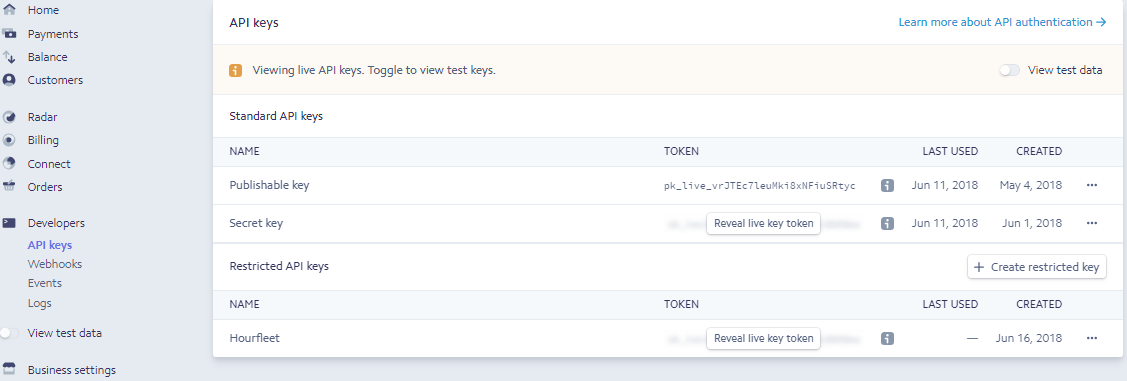 Home
Payments
Balance
Customers
Radar
Billing
Connect
Orders
Developers
API keys
Webhooks
Events
Logs
View test data
Business settings
API keys Learn more about API authentication →
Viewing live API keys. Toggle to view test keys. View test data
Standard API keys
NAME TOKEN LAST USED CREATED
Publishable key pk_live_vrJTEc7leuMki8xNFiuSRtyc Jun 11, 2018 May 4, 2018
Secret key Reveal live key token Jun 11, 2018 Jun 1, 2018
Restricted API keys + Create restricted key
NAME TOKEN LAST USED CREATED
Hourfleet Reveal live key token — Jun 16, 2018